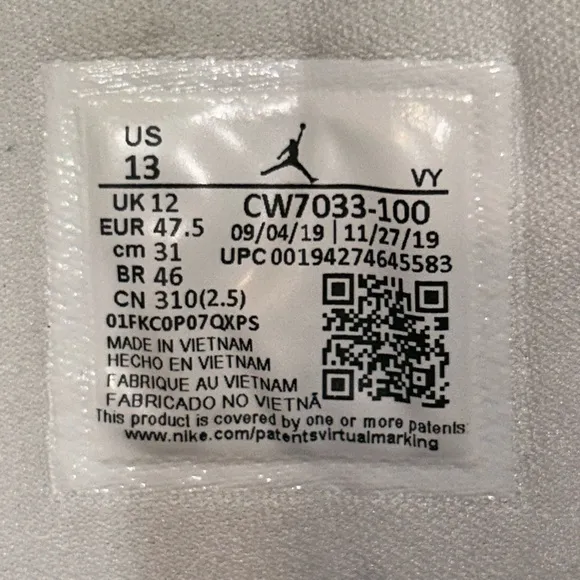 US
13
VY
UK 12
CW7033-100
EUR 47.5
09/04/19 | 11/27/19
cm 31
UPC 00194274645583
BR 46
CN 310(2.5)
01FKC0P07QXPS
MADE IN VIETNAM
HECHO EN VIETNAM
FABRIQUE AU VIETNAM
FABRICADO NO VIETNÃ
This product is covered by one or more patents
www.nike.com/patentsvirtualmarking